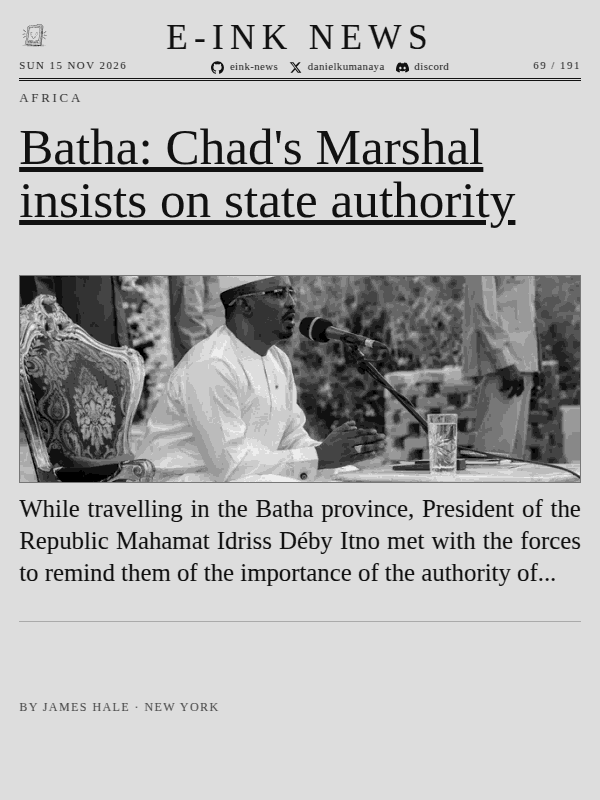 E-INK NEWS
SUN 15 NOV 2026
eink-news danielkumanaya discord
69 / 191
AFRICA
Batha: Chad's Marshal
insists on state authority
While travelling in the Batha province, President of the
Republic Mahamat Idriss Déby Itno met with the forces
to remind them of the importance of the authority of...
BY JAMES HALE · NEW YORK